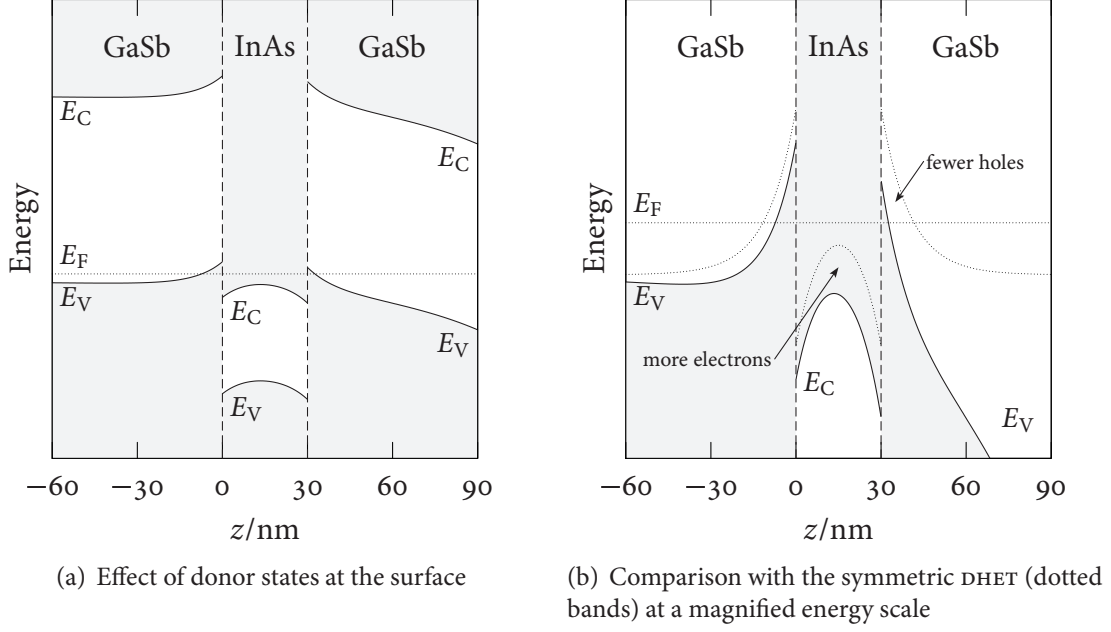 GaSb InAs GaSb
E_C
E_C
Energy
E_F
E_V
E_C
E_V
E_V
−60 −30 0 30 60 90
z/nm
(a) Effect of donor states at the surface
GaSb InAs GaSb
fewer holes
Energy
E_F
E_V
more electrons
E_C
E_V
−60 −30 0 30 60 90
z/nm
(b) Comparison with the symmetric DHET (dotted
bands) at a magnified energy scale